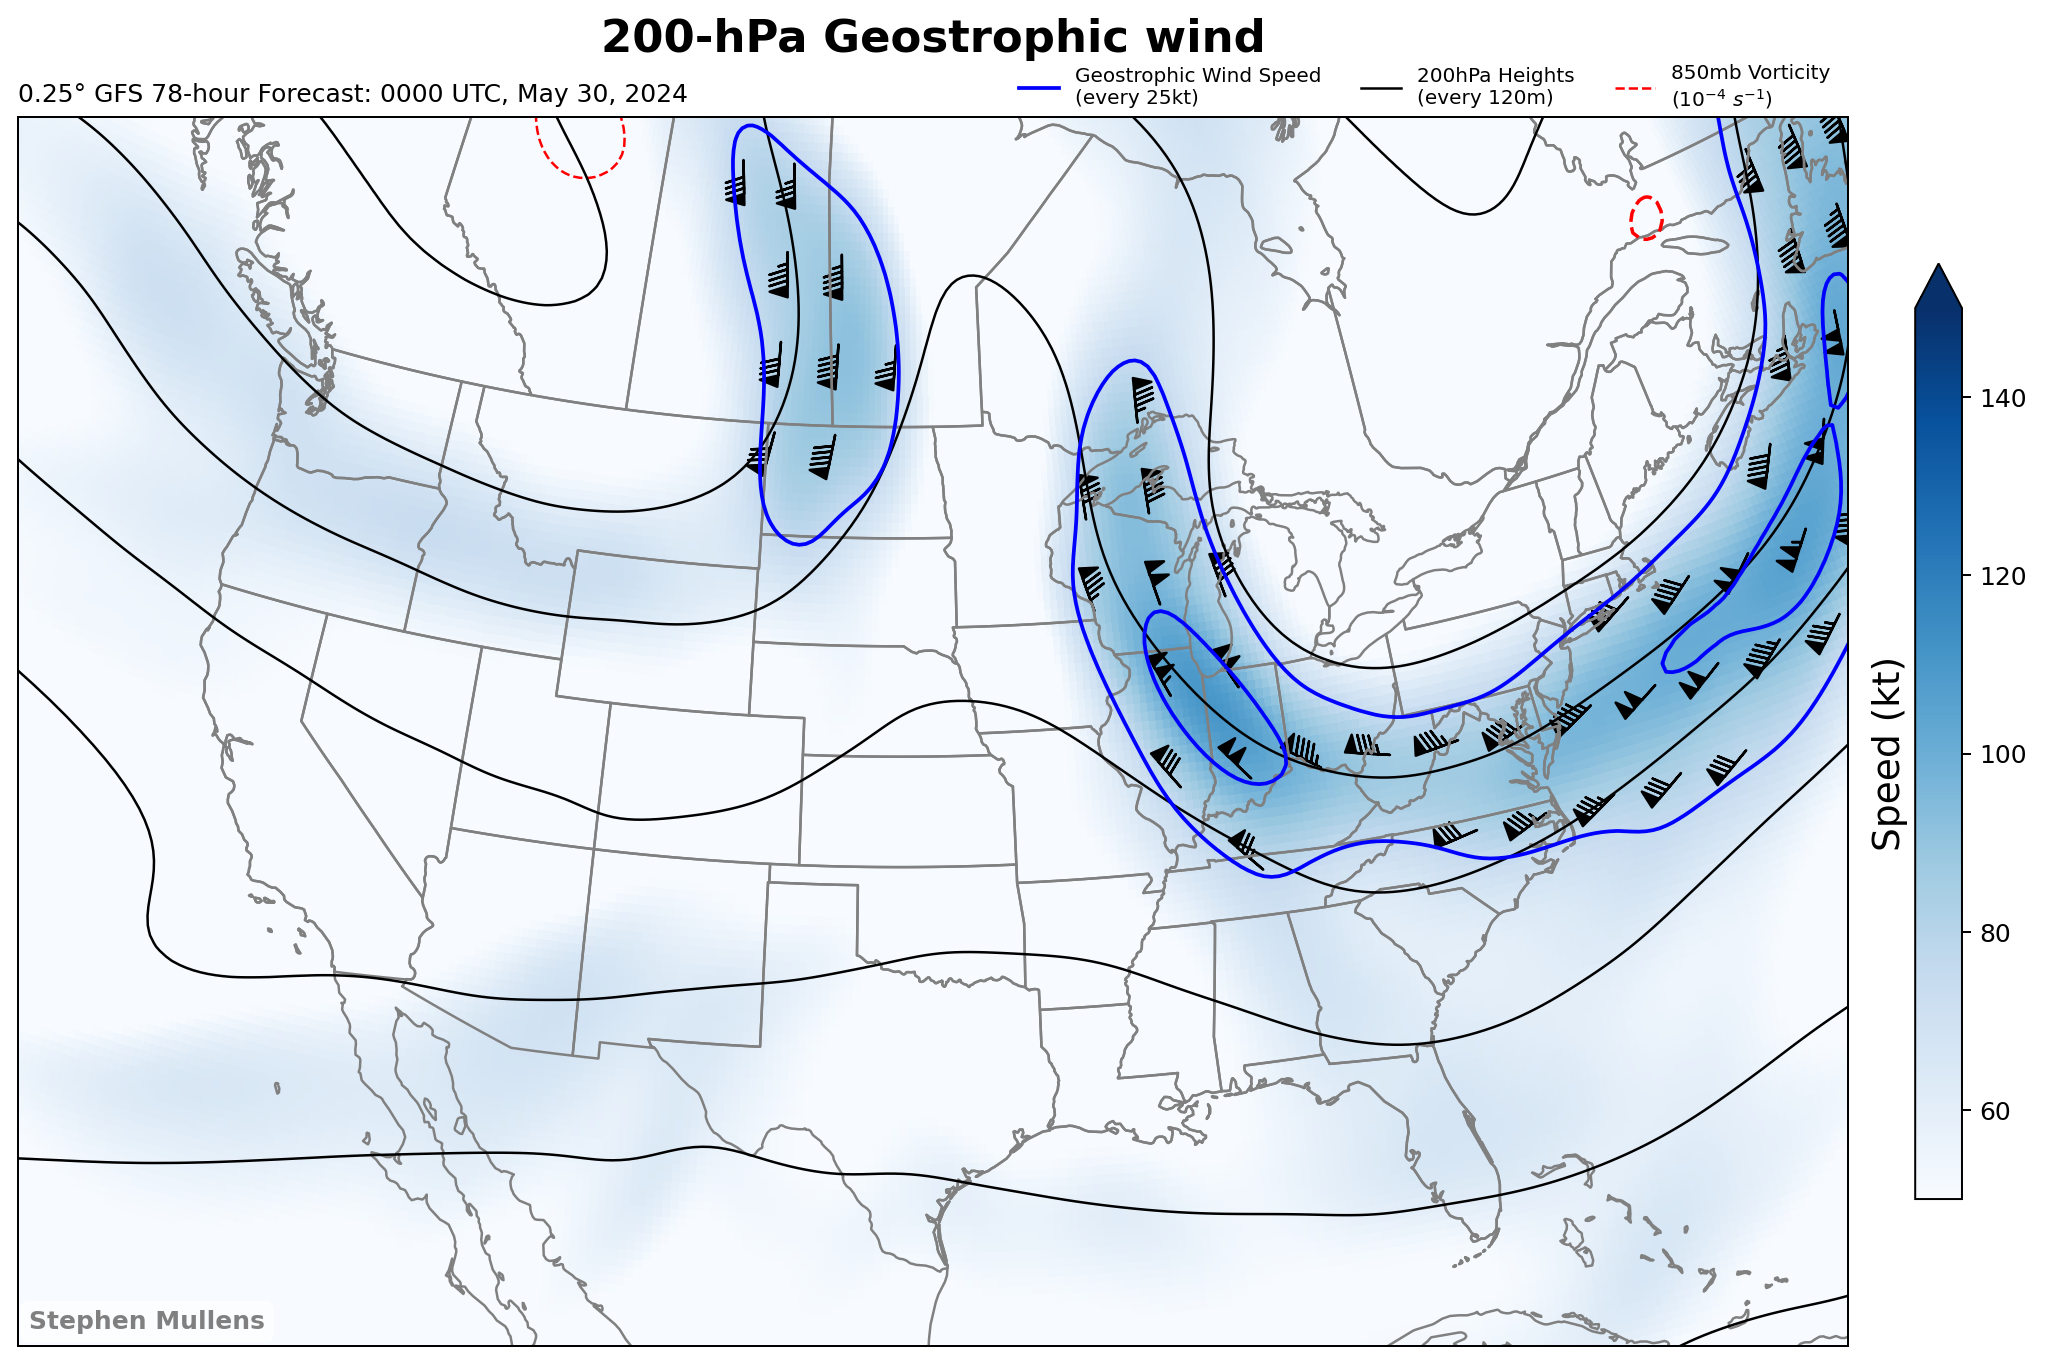 200-hPa Geostrophic wind
0.25° GFS 78-hour Forecast: 0000 UTC, May 30, 2024
Geostrophic Wind Speed
(every 25kt)
200hPa Heights
(every 120m)
850mb Vorticity
(10⁻⁴ s⁻¹)
140
120
100
80
60
Speed (kt)
Stephen Mullens